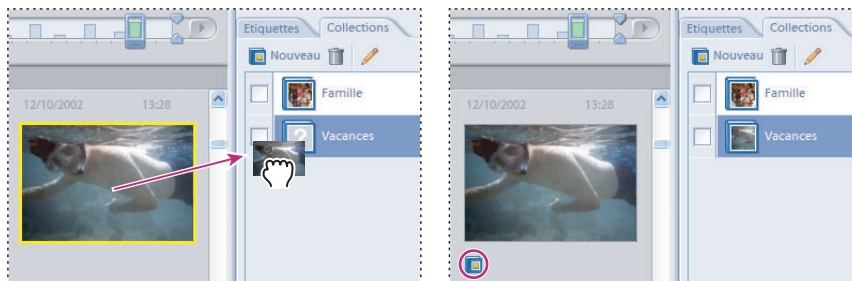 Etiquettes Collections
Nouveau
Famille
12/10/2002 13:28
Vacances
?
Etiquettes Collections
Nouveau
Famille
12/10/2002 13:28
Vacances